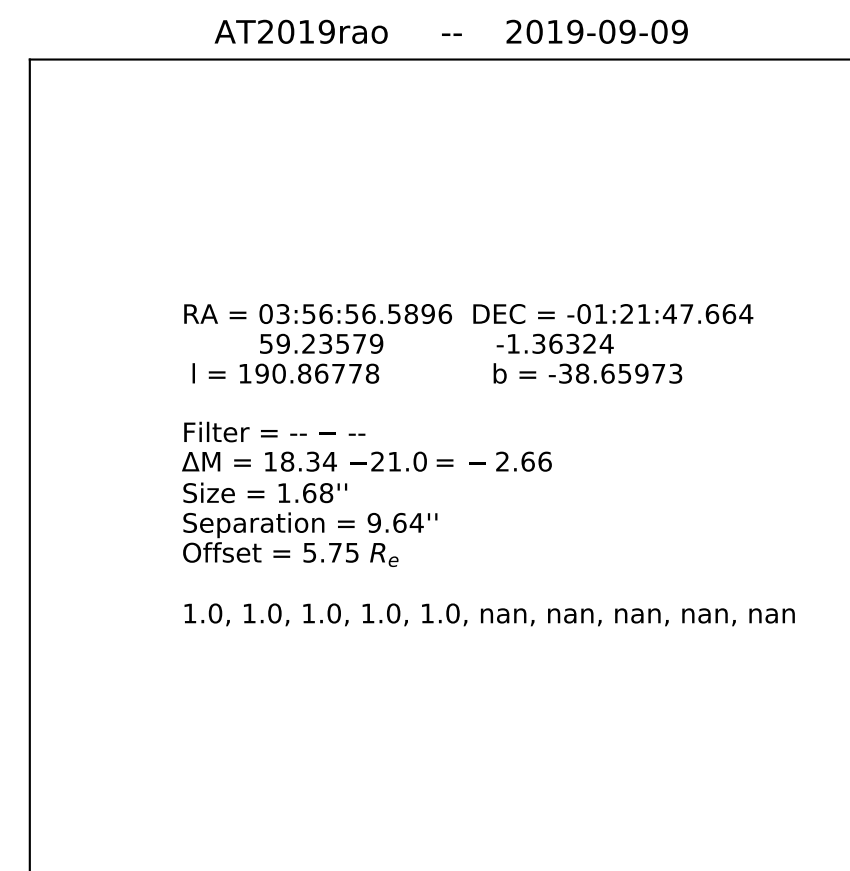 AT2019rao -- 2019-09-09
RA = 03:56:56.5896 DEC = -01:21:47.664
59.23579 -1.36324
l = 190.86778 b = -38.65973
Filter = -- − --
ΔM = 18.34 −21.0 = − 2.66
Size = 1.68''
Separation = 9.64''
Offset = 5.75 Rₑ
1.0, 1.0, 1.0, 1.0, 1.0, nan, nan, nan, nan, nan